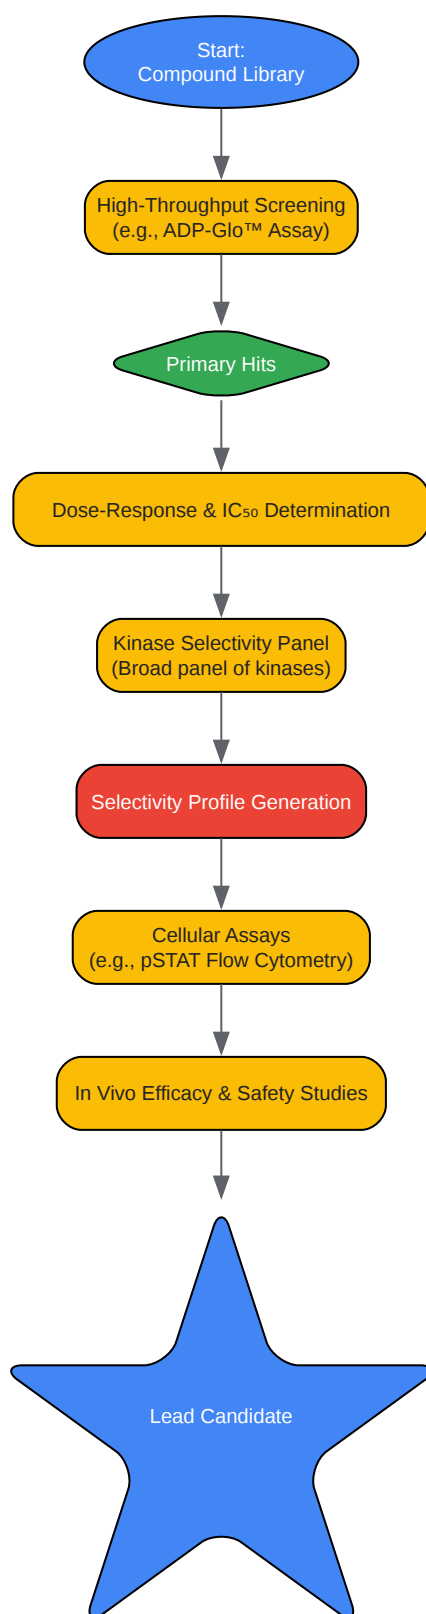 Start:
Compound Library
High-Throughput Screening
(e.g., ADP-Glo™ Assay)
Primary Hits
Dose-Response & IC₅₀ Determination
Kinase Selectivity Panel
(Broad panel of kinases)
Selectivity Profile Generation
Cellular Assays
(e.g., pSTAT Flow Cytometry)
In Vivo Efficacy & Safety Studies
Lead Candidate